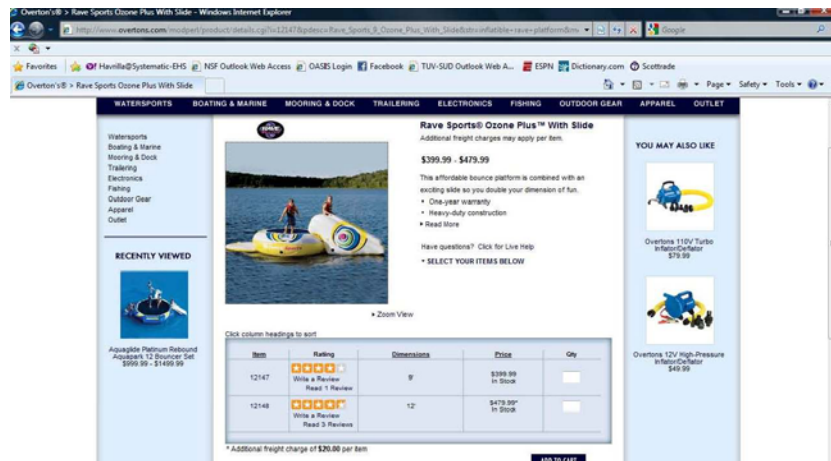 Overton's® > Rave Sports Ozone Plus With Slide - Windows Internet Explorer
Google
Favorites
Havnilla@Systematic-EHS
NSF Outlook Web Access
OASIS Login
Facebook
TUV-SUD Outlook Web A...
ESPN
Dictionary.com
Scottrade
Overton's® > Rave Sports Ozone Plus With Slide
Page
Safety
Tools
WATERSPORTS BOATING & MARINE MOORING & DOCK TRAILERING ELECTRONICS FISHING OUTDOOR GEAR APPAREL OUTLET
Watersports
Boating & Marine
Mooring & Dock
Trailering
Electronics
Fishing
Outdoor Gear
Apparel
Outlet
RECENTLY VIEWED
Aquaglide Platinum Rebound
Aquapark 12 Bouncer Set
$999.99 - $1499.99
RAVE
Rave Sports® Ozone Plus™ With Slide
Additional freight charges may apply per item.
$399.99 - $479.99
This affordable bounce platform is combined with an
exciting slide so you double your dimension of fun.
• One-year warranty
• Heavy-duty construction
Read More
Have questions? Click for Live Help
• SELECT YOUR ITEMS BELOW
Zoom View
Click column headings to sort
Item Rating Dimensions Price Qty
12147 Write a Review Read 1 Review 9' $399.99 In Stock
12148 Write a Review Read 3 Reviews 12' $479.99* In Stock
* Additional freight charge of $20.00 per item
ADD TO CART
YOU MAY ALSO LIKE
Overtons 110V Turbo
Inflator/Deflator
$79.99
Overtons 12V High-Pressure
Inflator/Deflator
$49.99